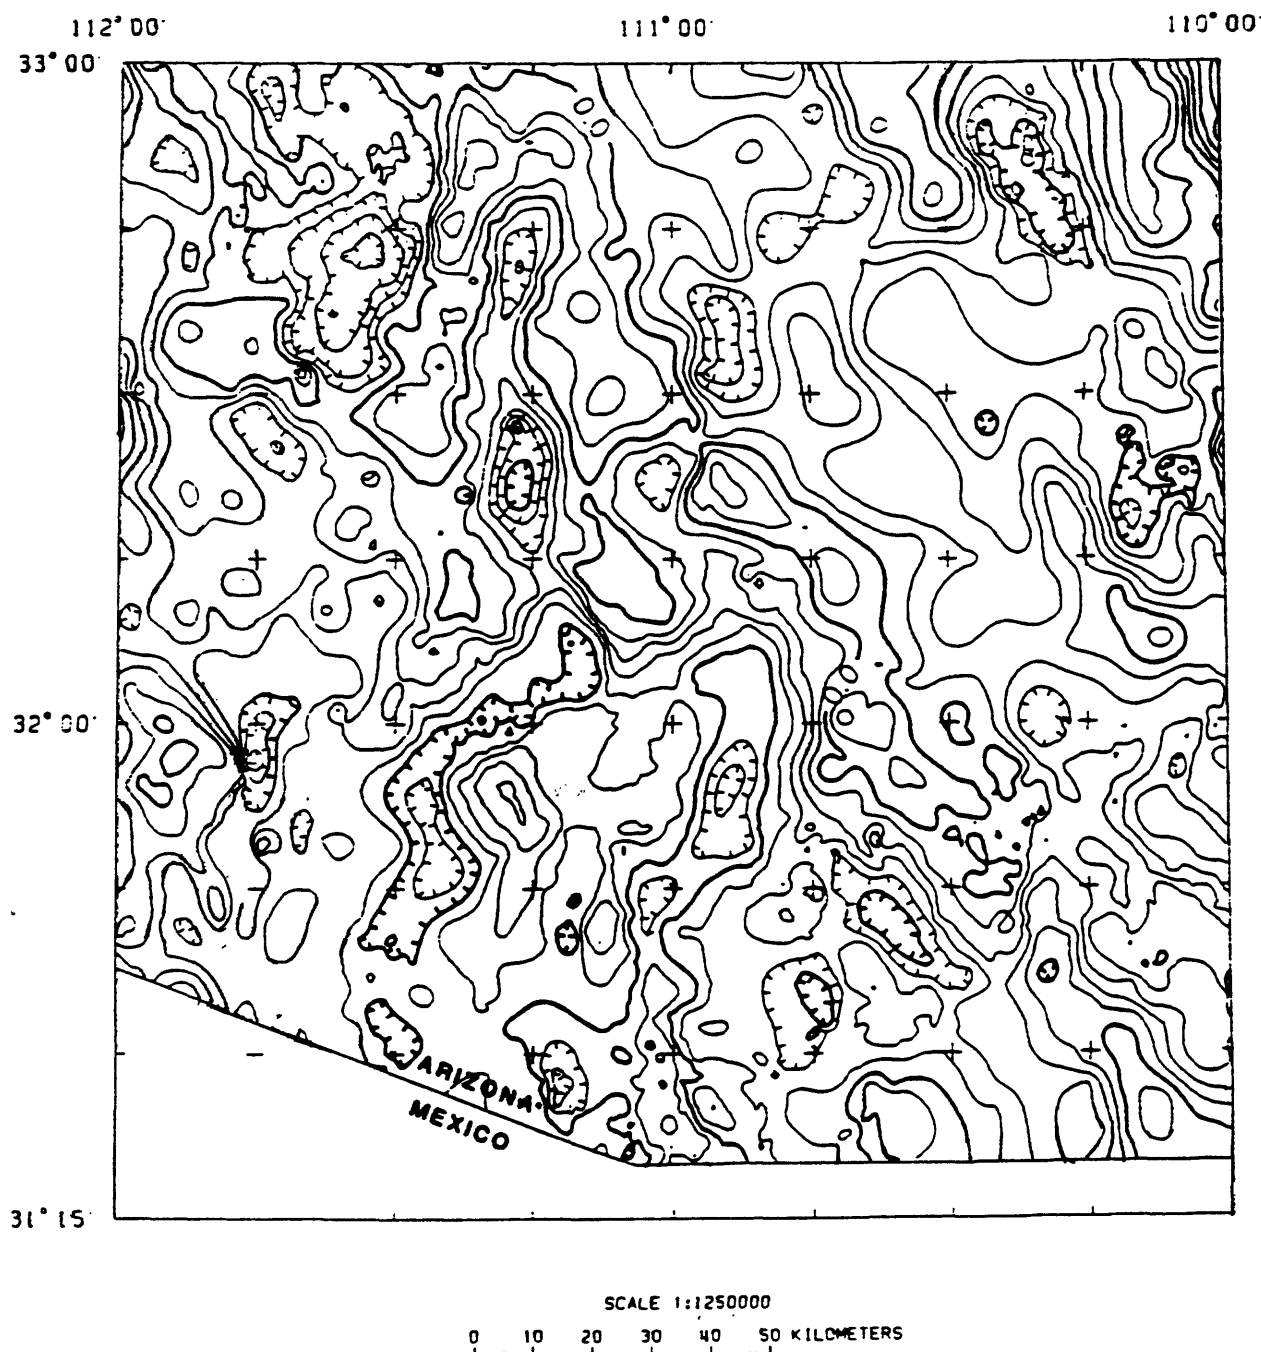 112° 00' 111° 00' 110° 00'
33° 00'
32° 00'
ARIZONA
MEXICO
31° 15'
SCALE 1:1250000
0 10 20 30 40 50 KILOMETERS